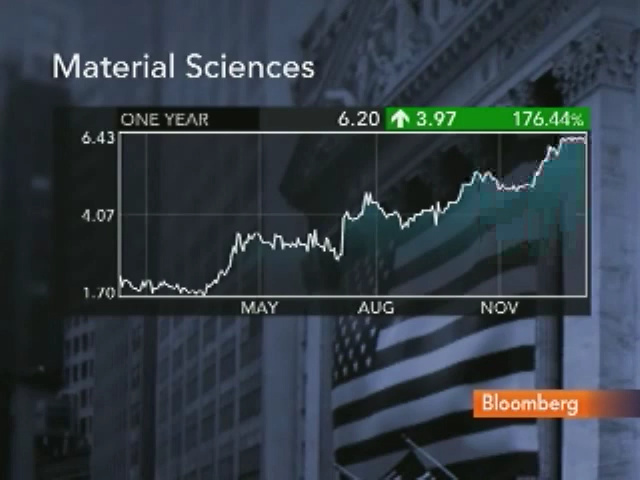 Material Sciences
ONE YEAR 6.20 3.97 176.44%
6.43
4.07
1.70
MAY AUG NOV
Bloomberg